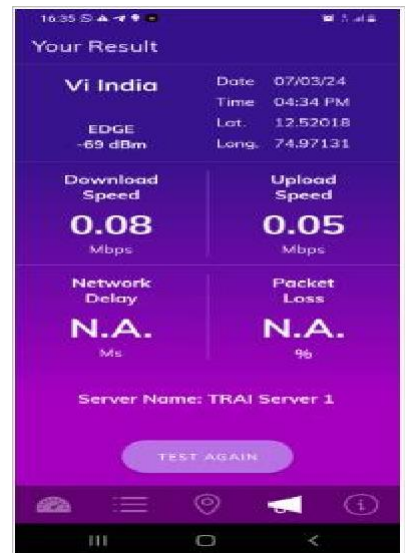 16:35
Your Result
Vi India
EDGE
-69 dBm
Date 07/03/24
Time 04:34 PM
Lat. 12.52018
Long. 74.97131
Download Speed
0.08
Mbps
Upload Speed
0.05
Mbps
Network Delay
N.A.
Ms
Packet Loss
N.A.
%
Server Name: TRAI Server 1
TEST AGAIN